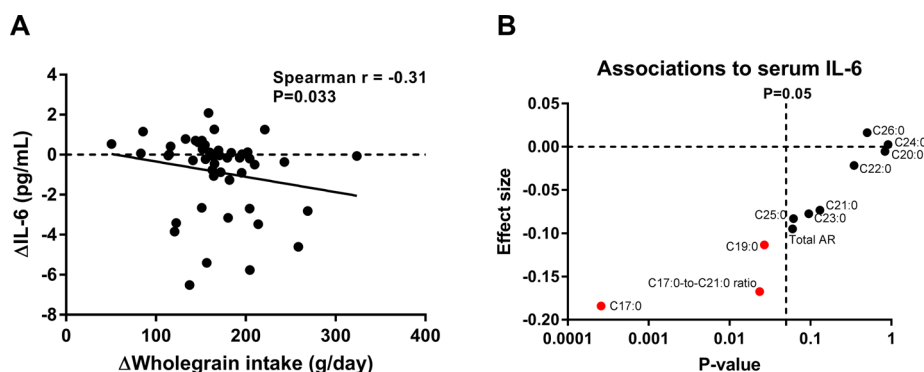 A
Spearman r = -0.31
P=0.033
ΔIL-6 (pg/mL)
4
2
0
-2
-4
-6
-8
0
100
200
300
400
ΔWholegrain intake (g/day)
B
Associations to serum IL-6
P=0.05
Effect size
0.05
0.00
-0.05
-0.10
-0.15
-0.20
C26:0
C24:0
C20:0
C22:0
C21:0
C25:0
C23:0
Total AR
C19:0
C17:0-to-C21:0 ratio
C17:0
0.0001
0.001
0.01
0.1
1
P-value